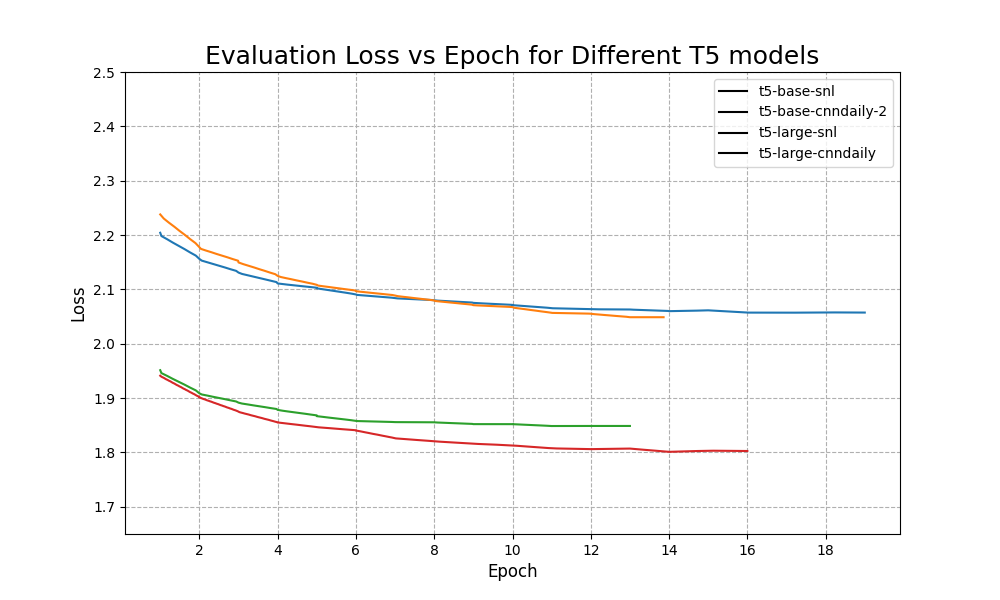 Evaluation Loss vs Epoch for Different T5 models
2.5
2.4
2.3
2.2
2.1
2.0
1.9
1.8
1.7
Loss
t5-base-snl
t5-base-cnndaily-2
t5-large-snl
t5-large-cnndaily
2 4 6 8 10 12 14 16 18
Epoch